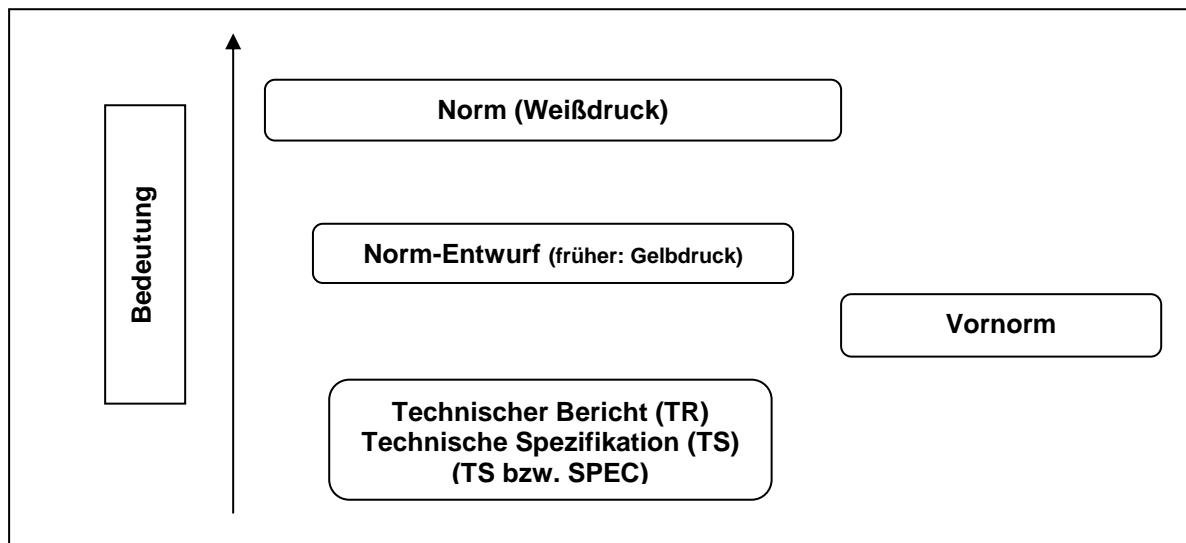 Bedeutung
Norm (Weißdruck)
Norm-Entwurf (früher: Gelbdruck)
Vornorm
Technischer Bericht (TR)
Technische Spezifikation (TS)
(TS bzw. SPEC)